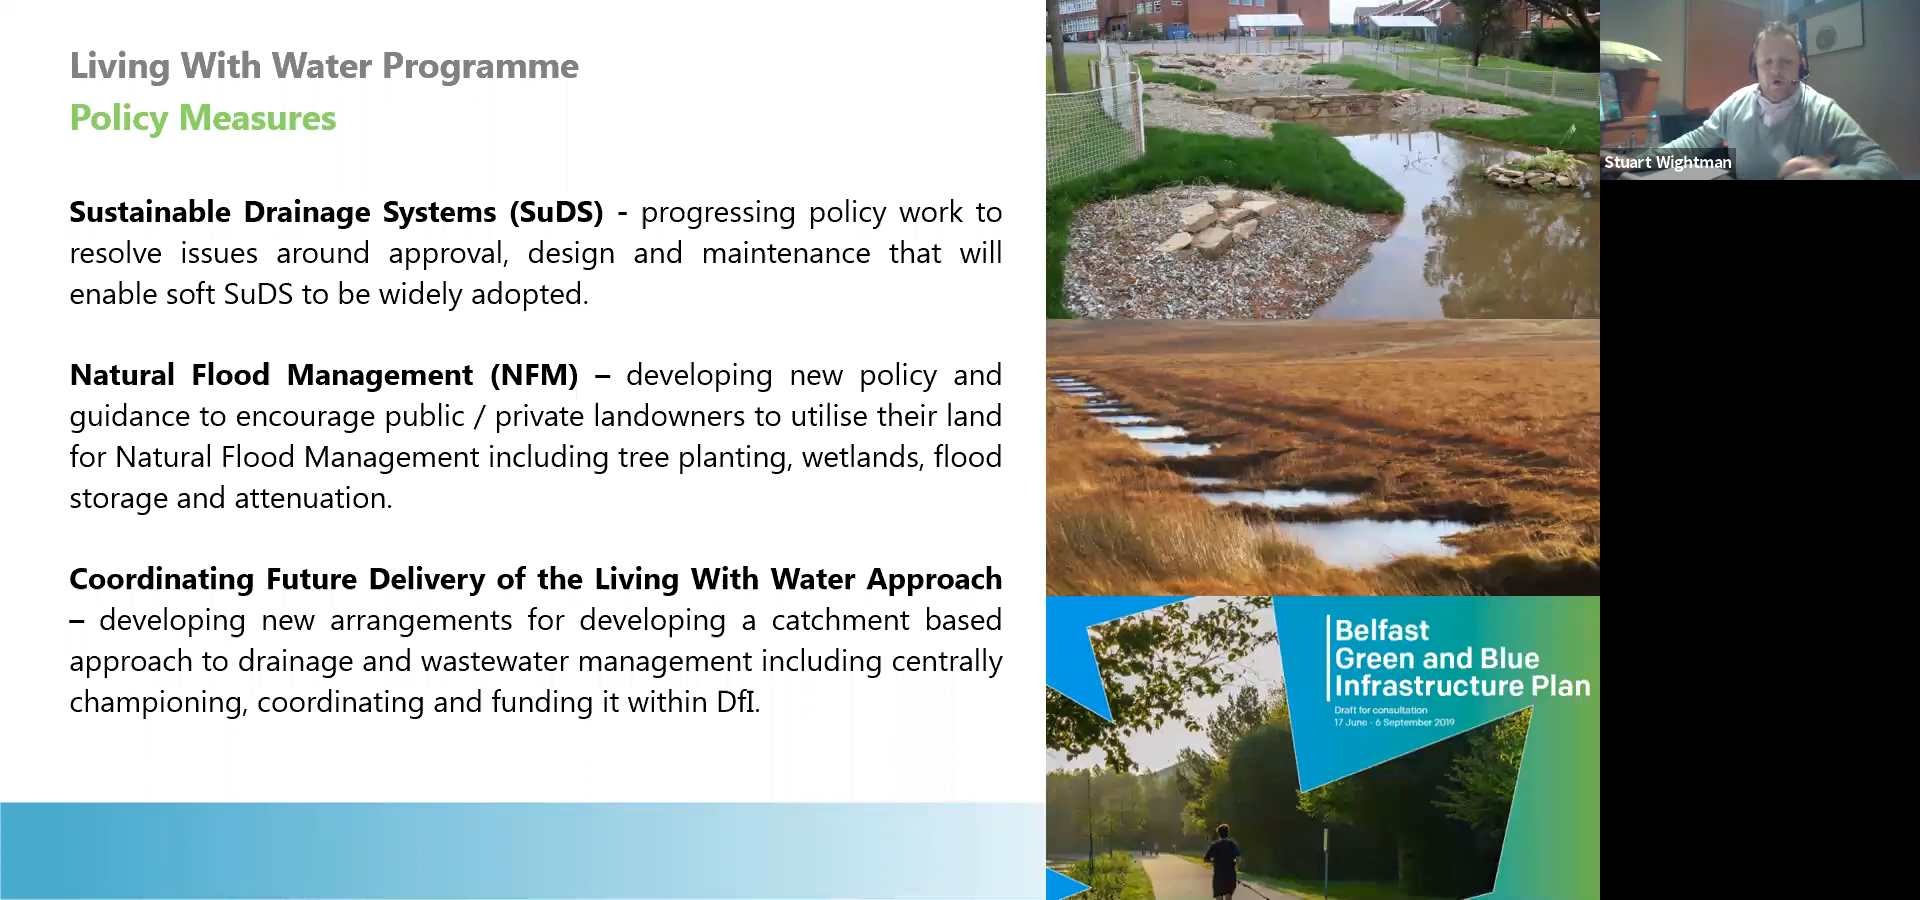 Living With Water Programme
Policy Measures
Sustainable Drainage Systems (SuDS) - progressing policy work to
resolve issues around approval, design and maintenance that will
enable soft SuDS to be widely adopted.
Natural Flood Management (NFM) – developing new policy and
guidance to encourage public / private landowners to utilise their land
for Natural Flood Management including tree planting, wetlands, flood
storage and attenuation.
Coordinating Future Delivery of the Living With Water Approach
– developing new arrangements for developing a catchment based
approach to drainage and wastewater management including centrally
championing, coordinating and funding it within DfI.
Belfast
Green and Blue
Infrastructure Plan
Draft for consultation
17 June - 6 September 2019
Stuart Wightman